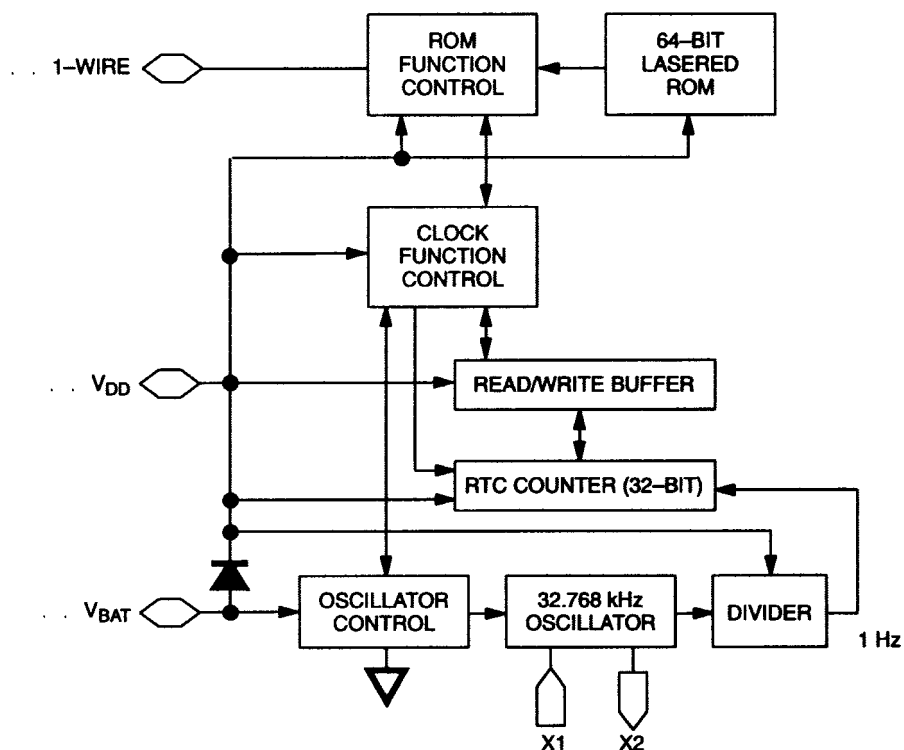 ROM
FUNCTION
CONTROL
64–BIT
LASERED
ROM
. . 1–WIRE
CLOCK
FUNCTION
CONTROL
. . VDD
READ/WRITE BUFFER
RTC COUNTER (32–BIT)
. . VBAT
OSCILLATOR
CONTROL
32.768 kHz
OSCILLATOR
DIVIDER
1 Hz
X1
X2